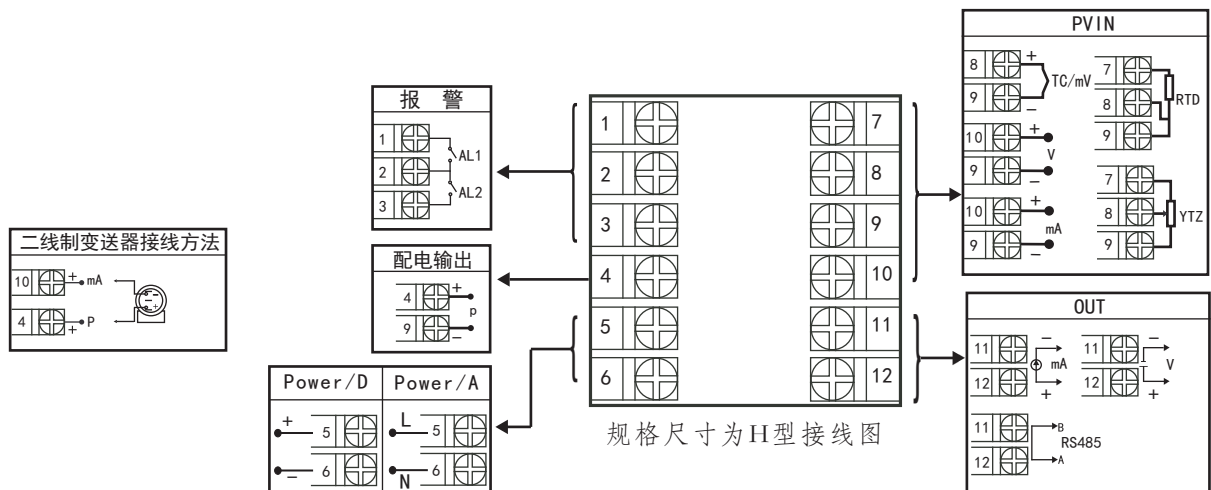 PVIN
8 + TC/mV
9 −
7 RTD
8
9
10 + V
9 −
10 + mA
9 −
7 YTZ
8
9
报 警
1
AL1
2
AL2
3
1 7
2 8
3 9
4 10
5 11
6 12
规格尺寸为H型接线图
二线制变送器接线方法
10 + mA
4 + P
− +
配电输出
4 +
p
9 −
Power/D Power/A
+ 5 L 5
− 6 N 6
OUT
11 − mA
12 +
11 − V
12 +
11 B
RS485
12 A